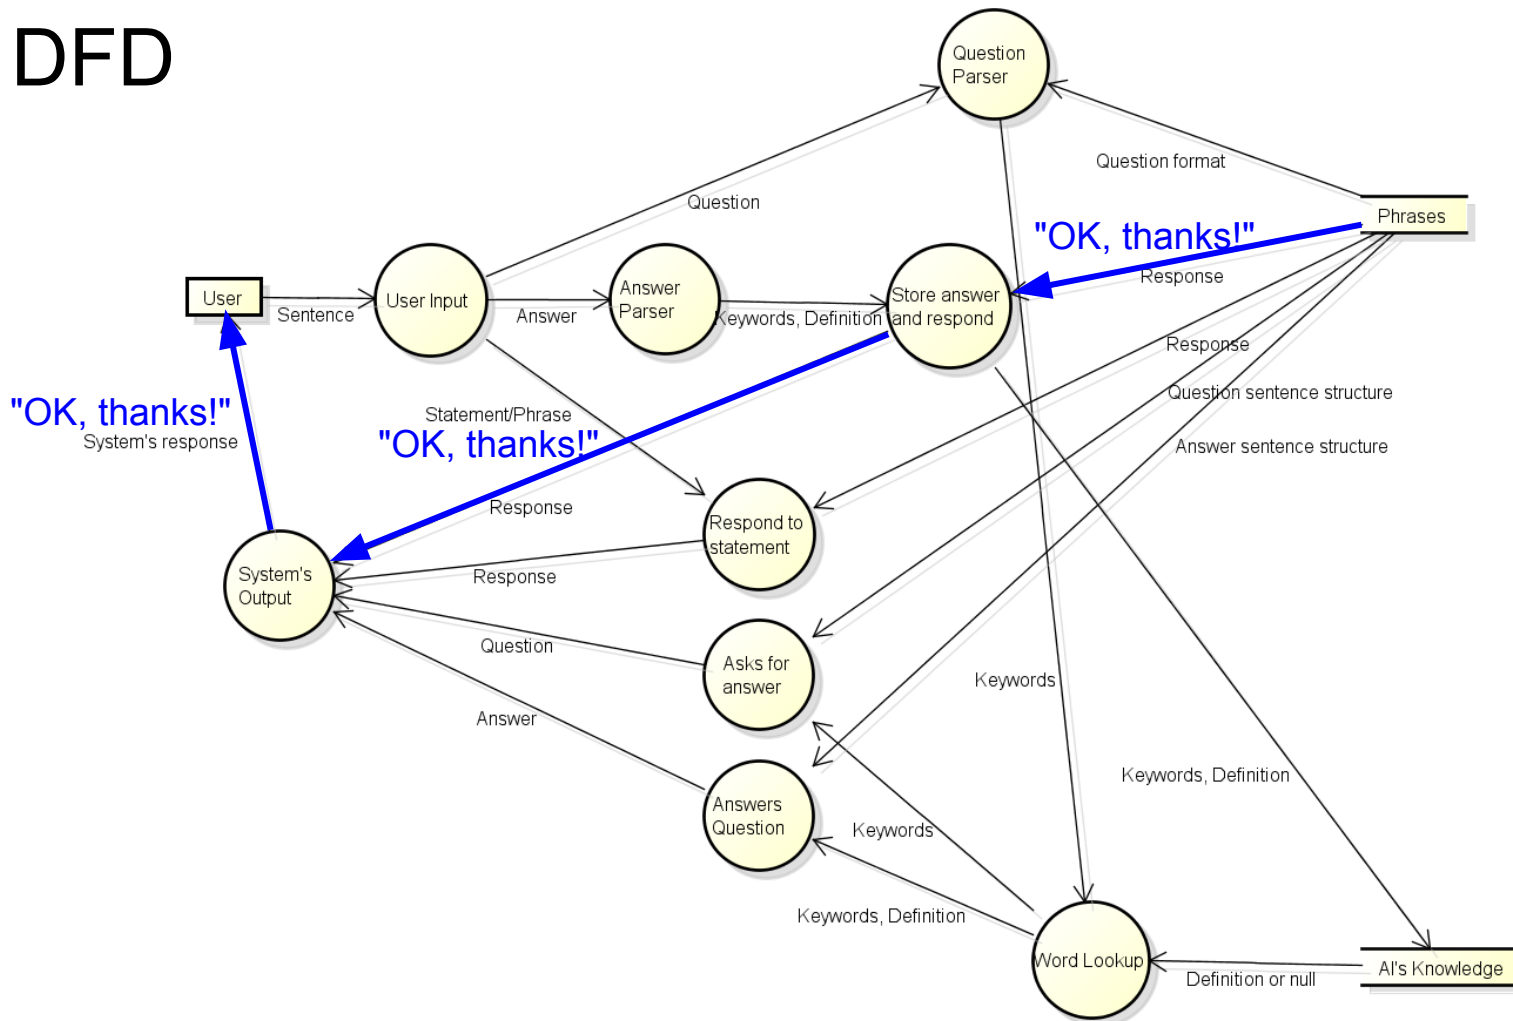 DFD
Question
Parser
Question format
Question
Phrases
"OK, thanks!"
Response
User
Sentence
User Input
Answer
Answer
Parser
Keywords, Definition
Store answer
and respond
Response
Question sentence structure
Answer sentence structure
"OK, thanks!"
System's response
Statement/Phrase
"OK, thanks!"
Response
Respond to
statement
System's
Output
Response
Question
Asks for
answer
Keywords
Answer
Answers
Question
Keywords
Keywords, Definition
Keywords, Definition
Word Lookup
Definition or null
AI's Knowledge